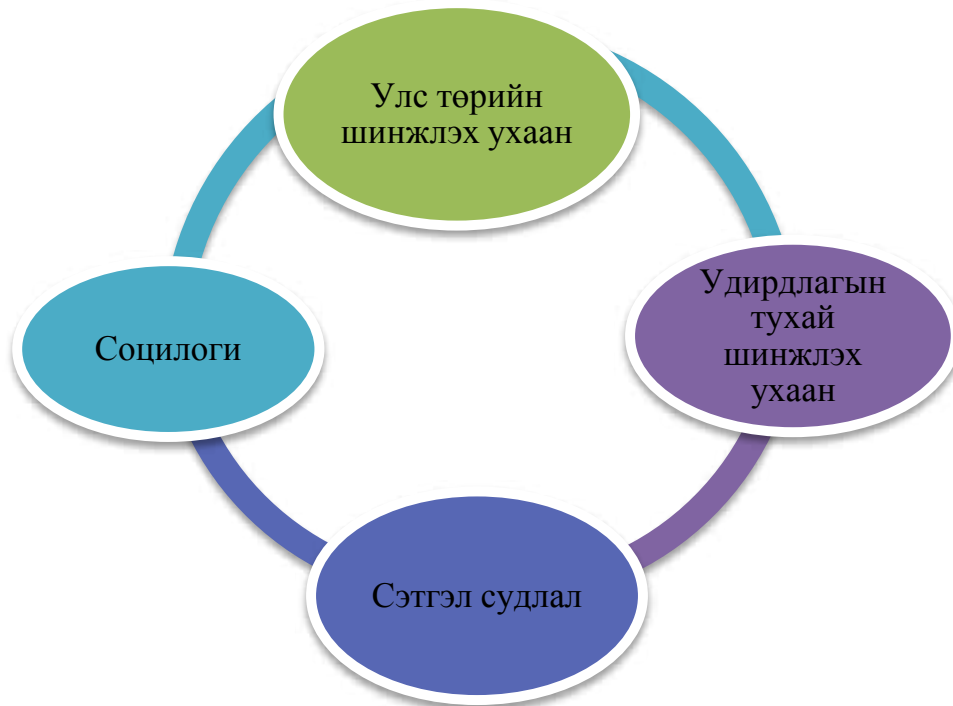 Улс төрийн
шинжлэх ухаан
Удирдлагын
тухай
шинжлэх
ухаан
Социлоги
Сэтгэл судлал